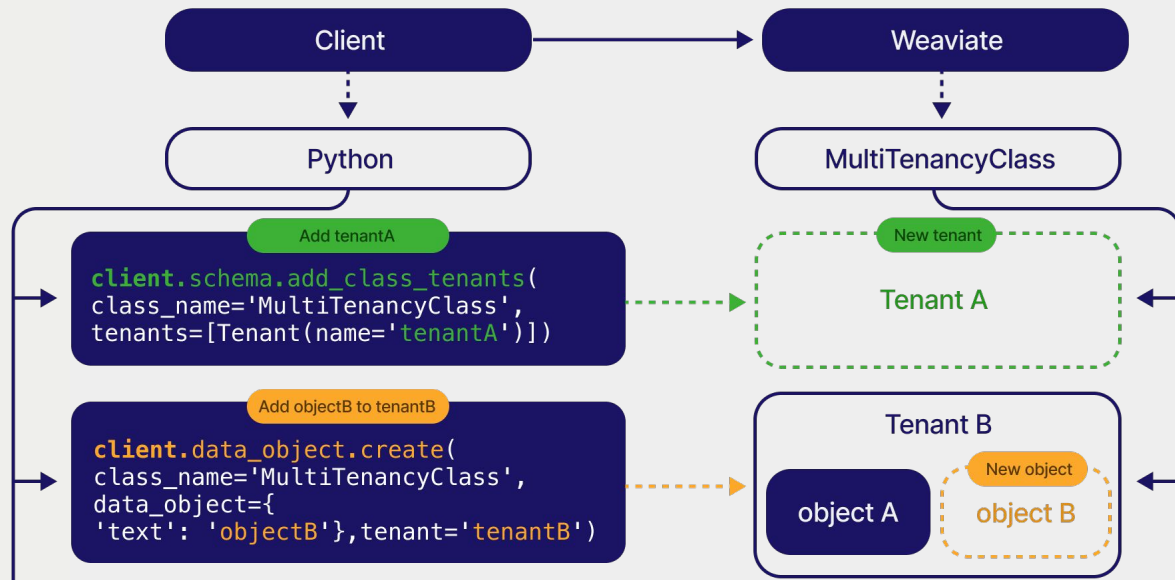 Client
Weaviate
Python
MultiTenancyClass
Add tenantA
client.schema.add_class_tenants(
class_name='MultiTenancyClass',
tenants=[Tenant(name='tenantA')])
New tenant
Tenant A
Add objectB to tenantB
client.data_object.create(
class_name='MultiTenancyClass',
data_object={
'text': 'objectB'},tenant='tenantB')
Tenant B
New object
object A
object B